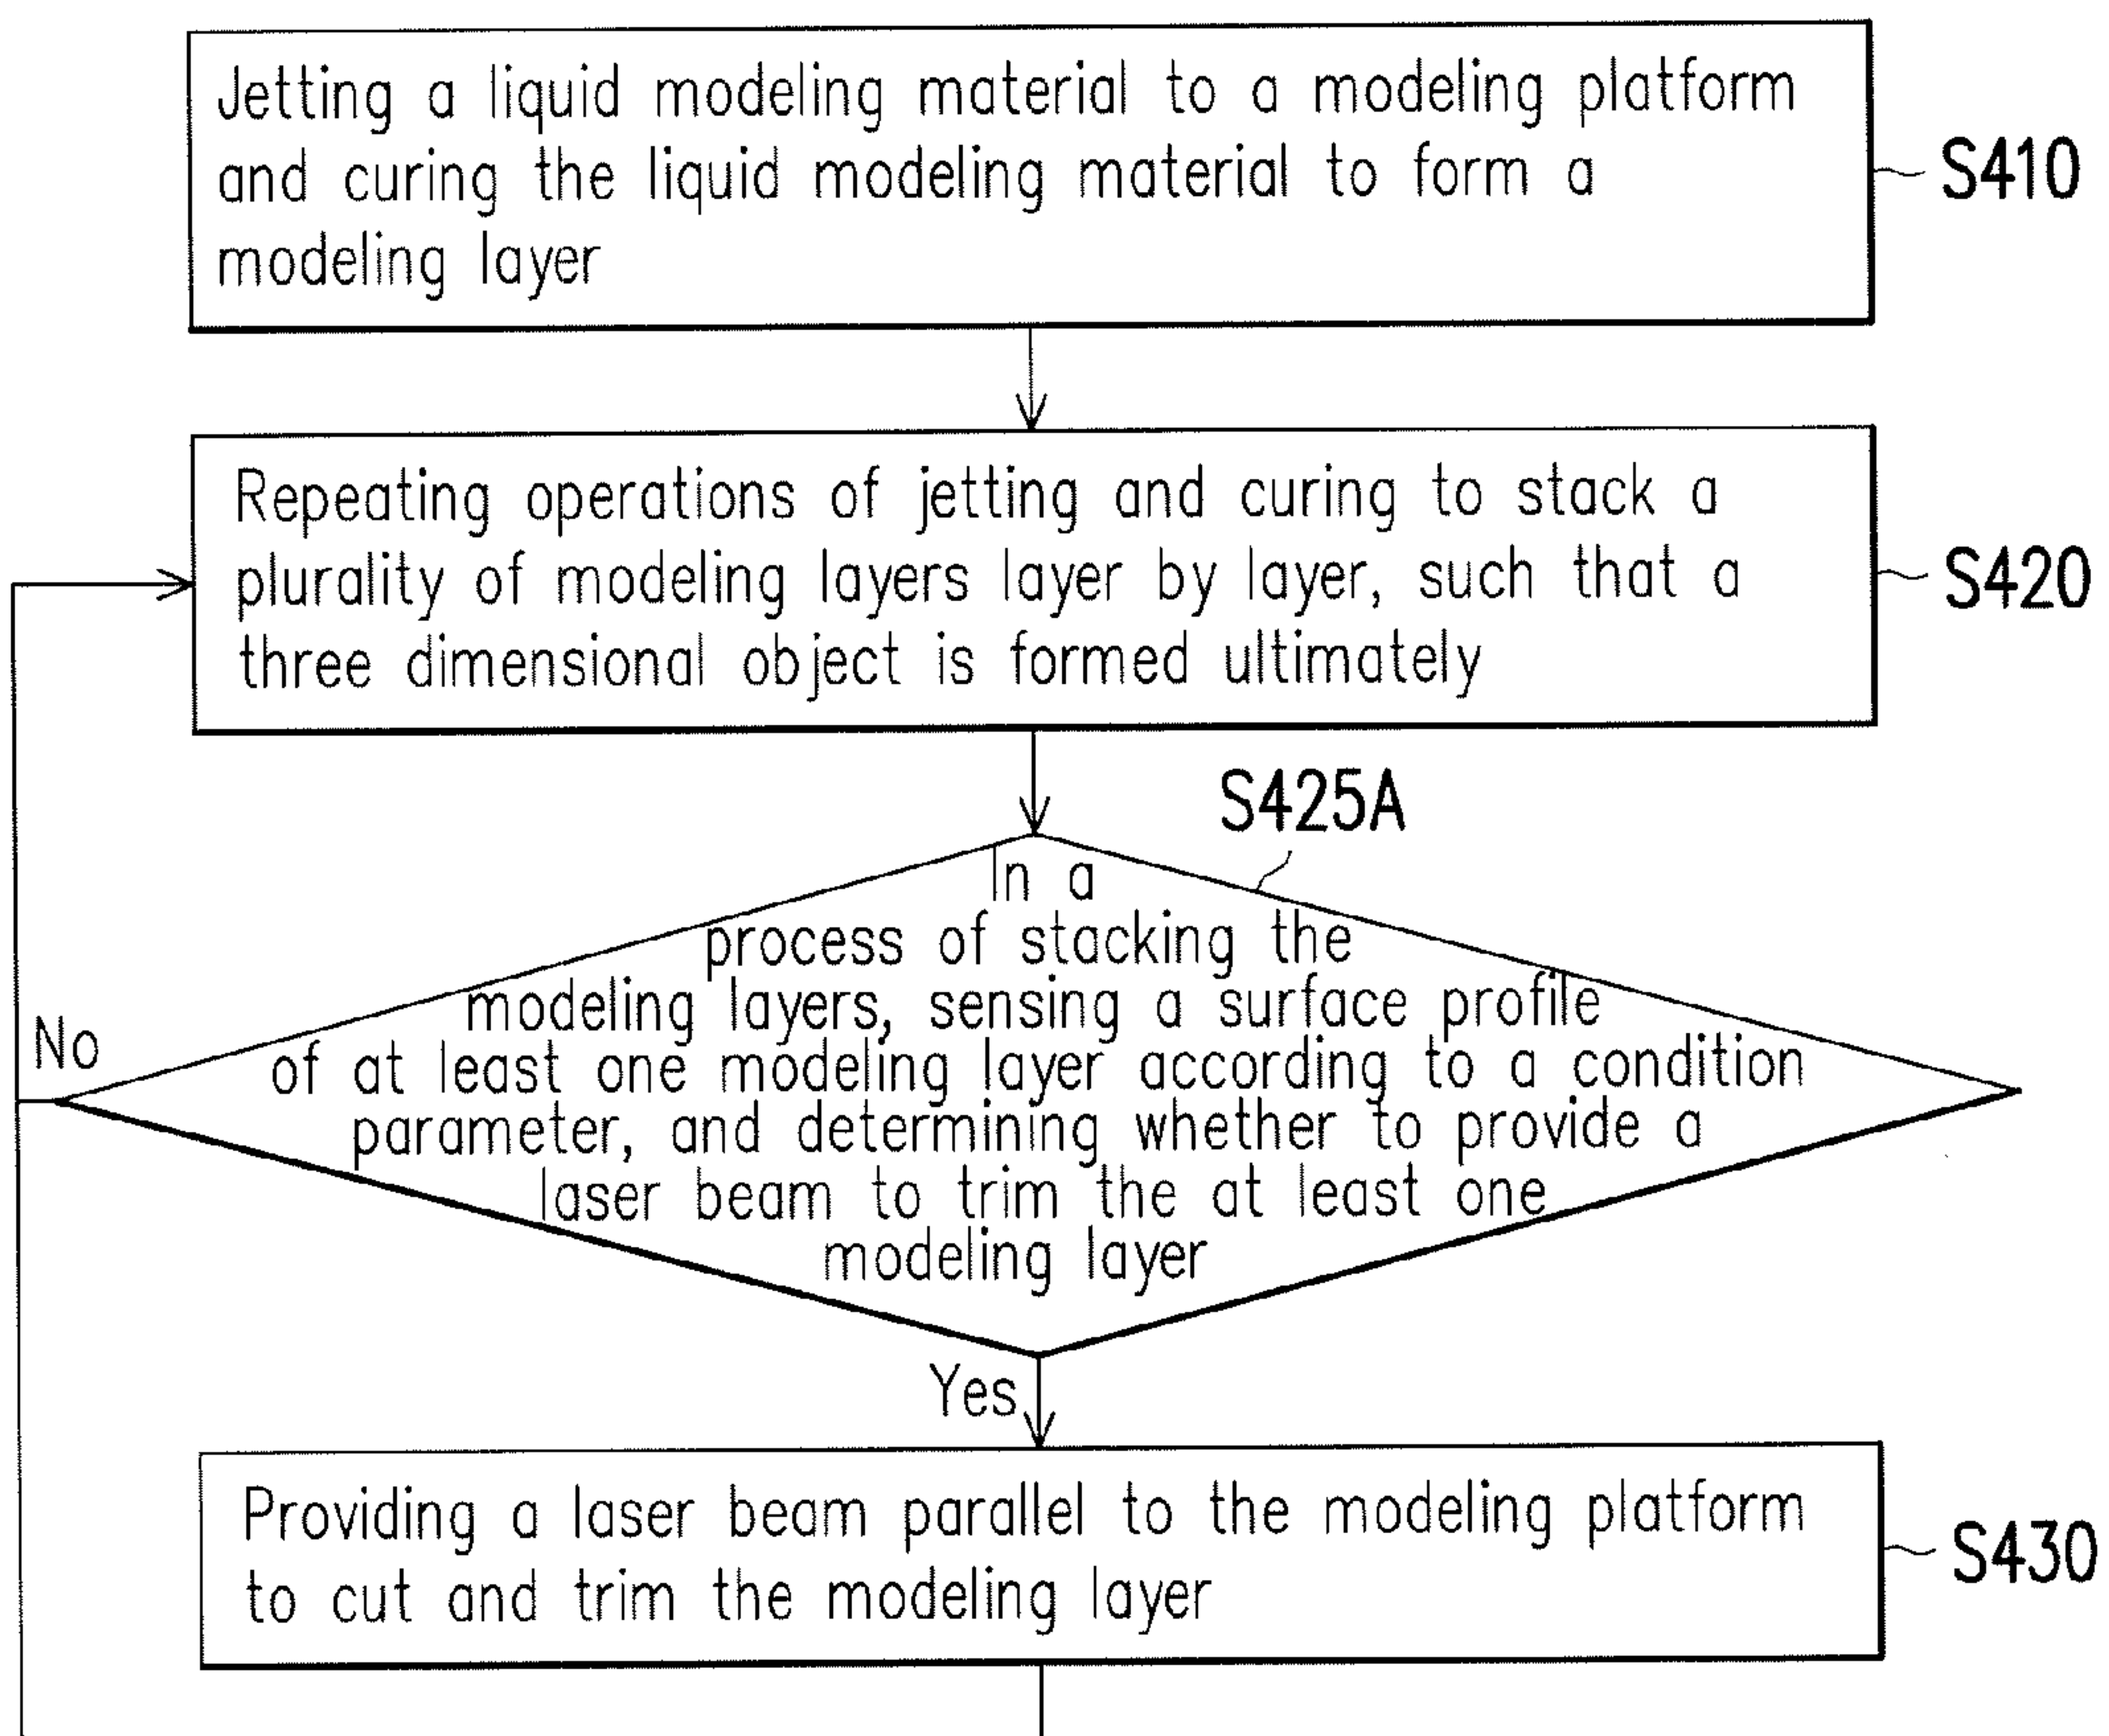 Jetting a liquid modeling material to a modeling platform
and curing the liquid modeling material to form a
modeling layer
S410
Repeating operations of jetting and curing to stack a
plurality of modeling layers layer by layer, such that a
three dimensional object is formed ultimately
S420
S425A
In a
process of stacking the
modeling layers, sensing a surface profile
of at least one modeling layer according to a condition
parameter, and determining whether to provide a
laser beam to trim the at least one
modeling layer
No
Yes
Providing a laser beam parallel to the modeling platform
to cut and trim the modeling layer
S430